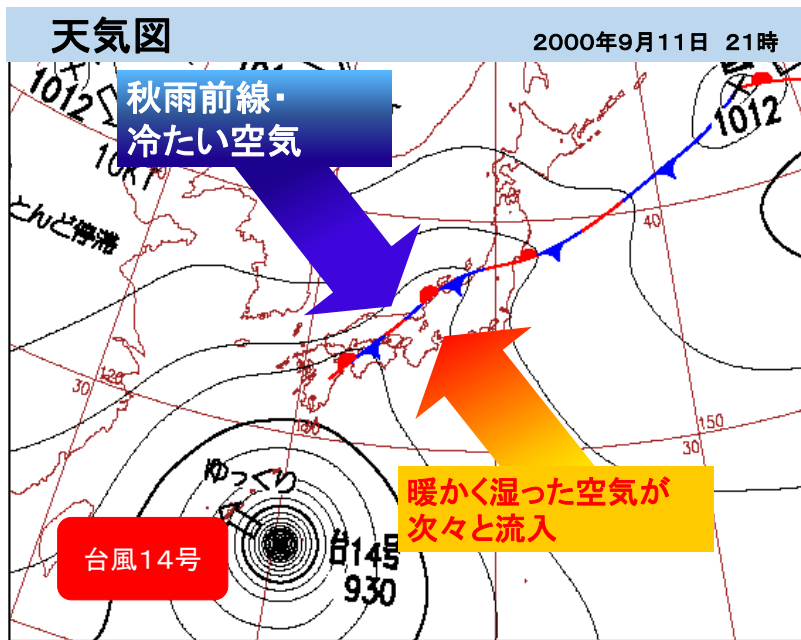 天気図
2000年9月11日 21時
1012
秋雨前線・
冷たい空気
10KT
とんど停滞
1012
40
30
120
130
150
30
ゆっくり
暖かく湿った空気が
次々と流入
台風14号
台14号
930